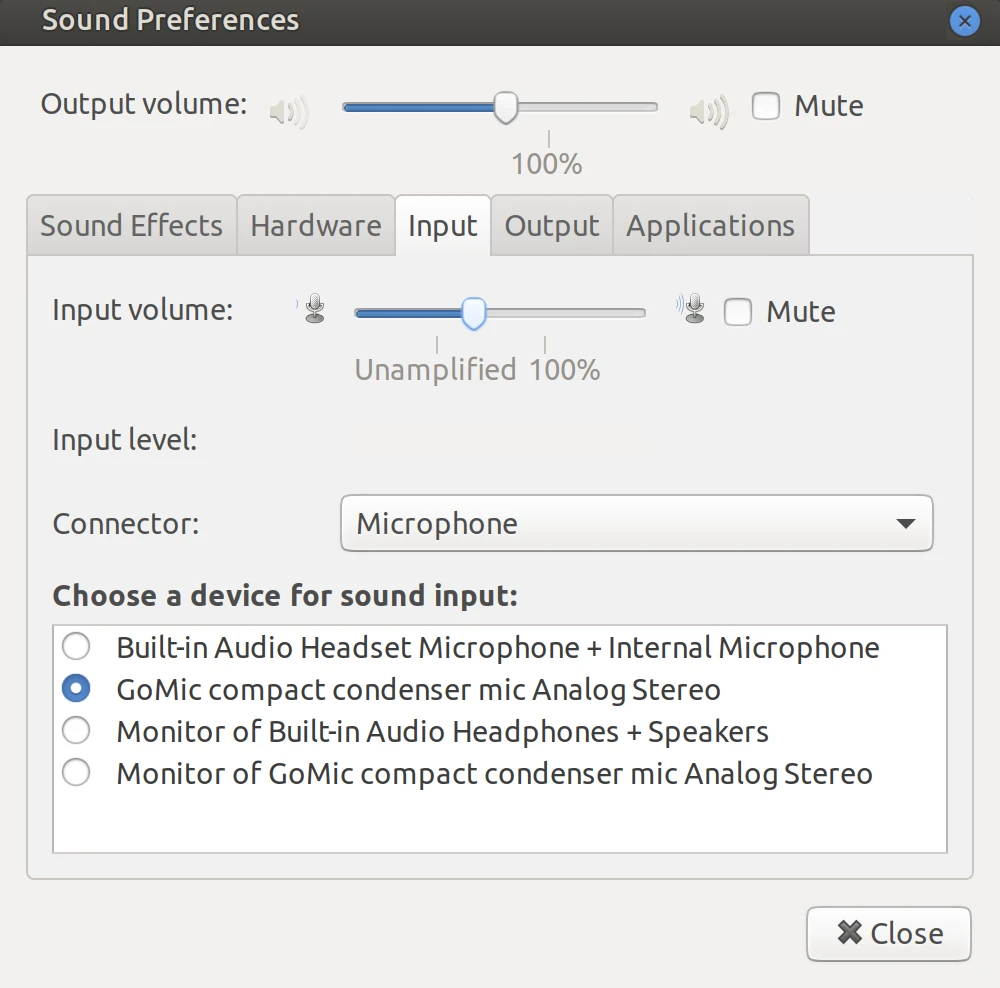 Sound Preferences
Output volume:
Mute
100%
Sound Effects
Hardware
Input
Output
Applications
Input volume:
Mute
Unamplified
100%
Input level:
Connector:
Microphone
Choose a device for sound input:
Built-in Audio Headset Microphone + Internal Microphone
GoMic compact condenser mic Analog Stereo
Monitor of Built-in Audio Headphones + Speakers
Monitor of GoMic compact condenser mic Analog Stereo
Close